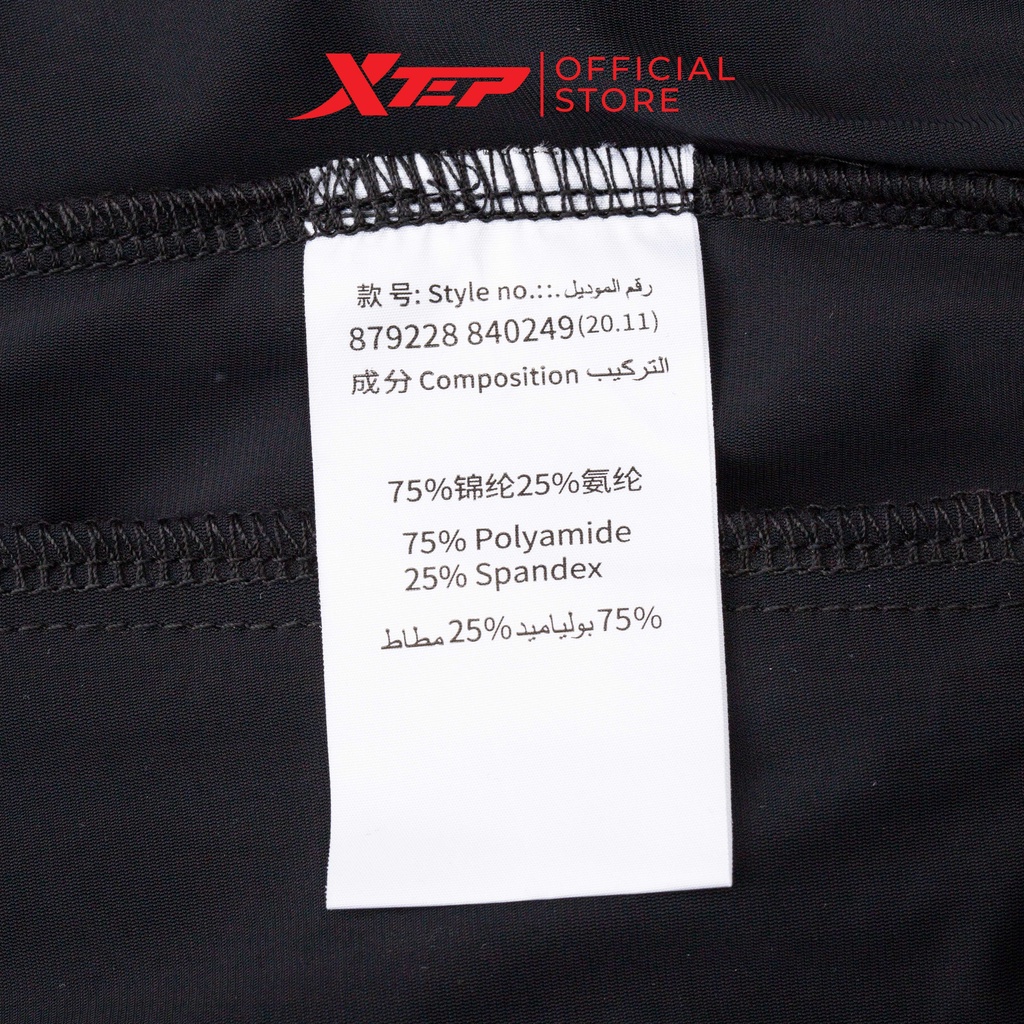 XTEP
OFFICIAL
STORE
款 号: Style no.::. رقم الموديل
879228 840249(20.11)
成分 Composition التركيب
75%锦纶25%氨纶
75% Polyamide
25% Spandex
75% بولياميد 25% مطاط